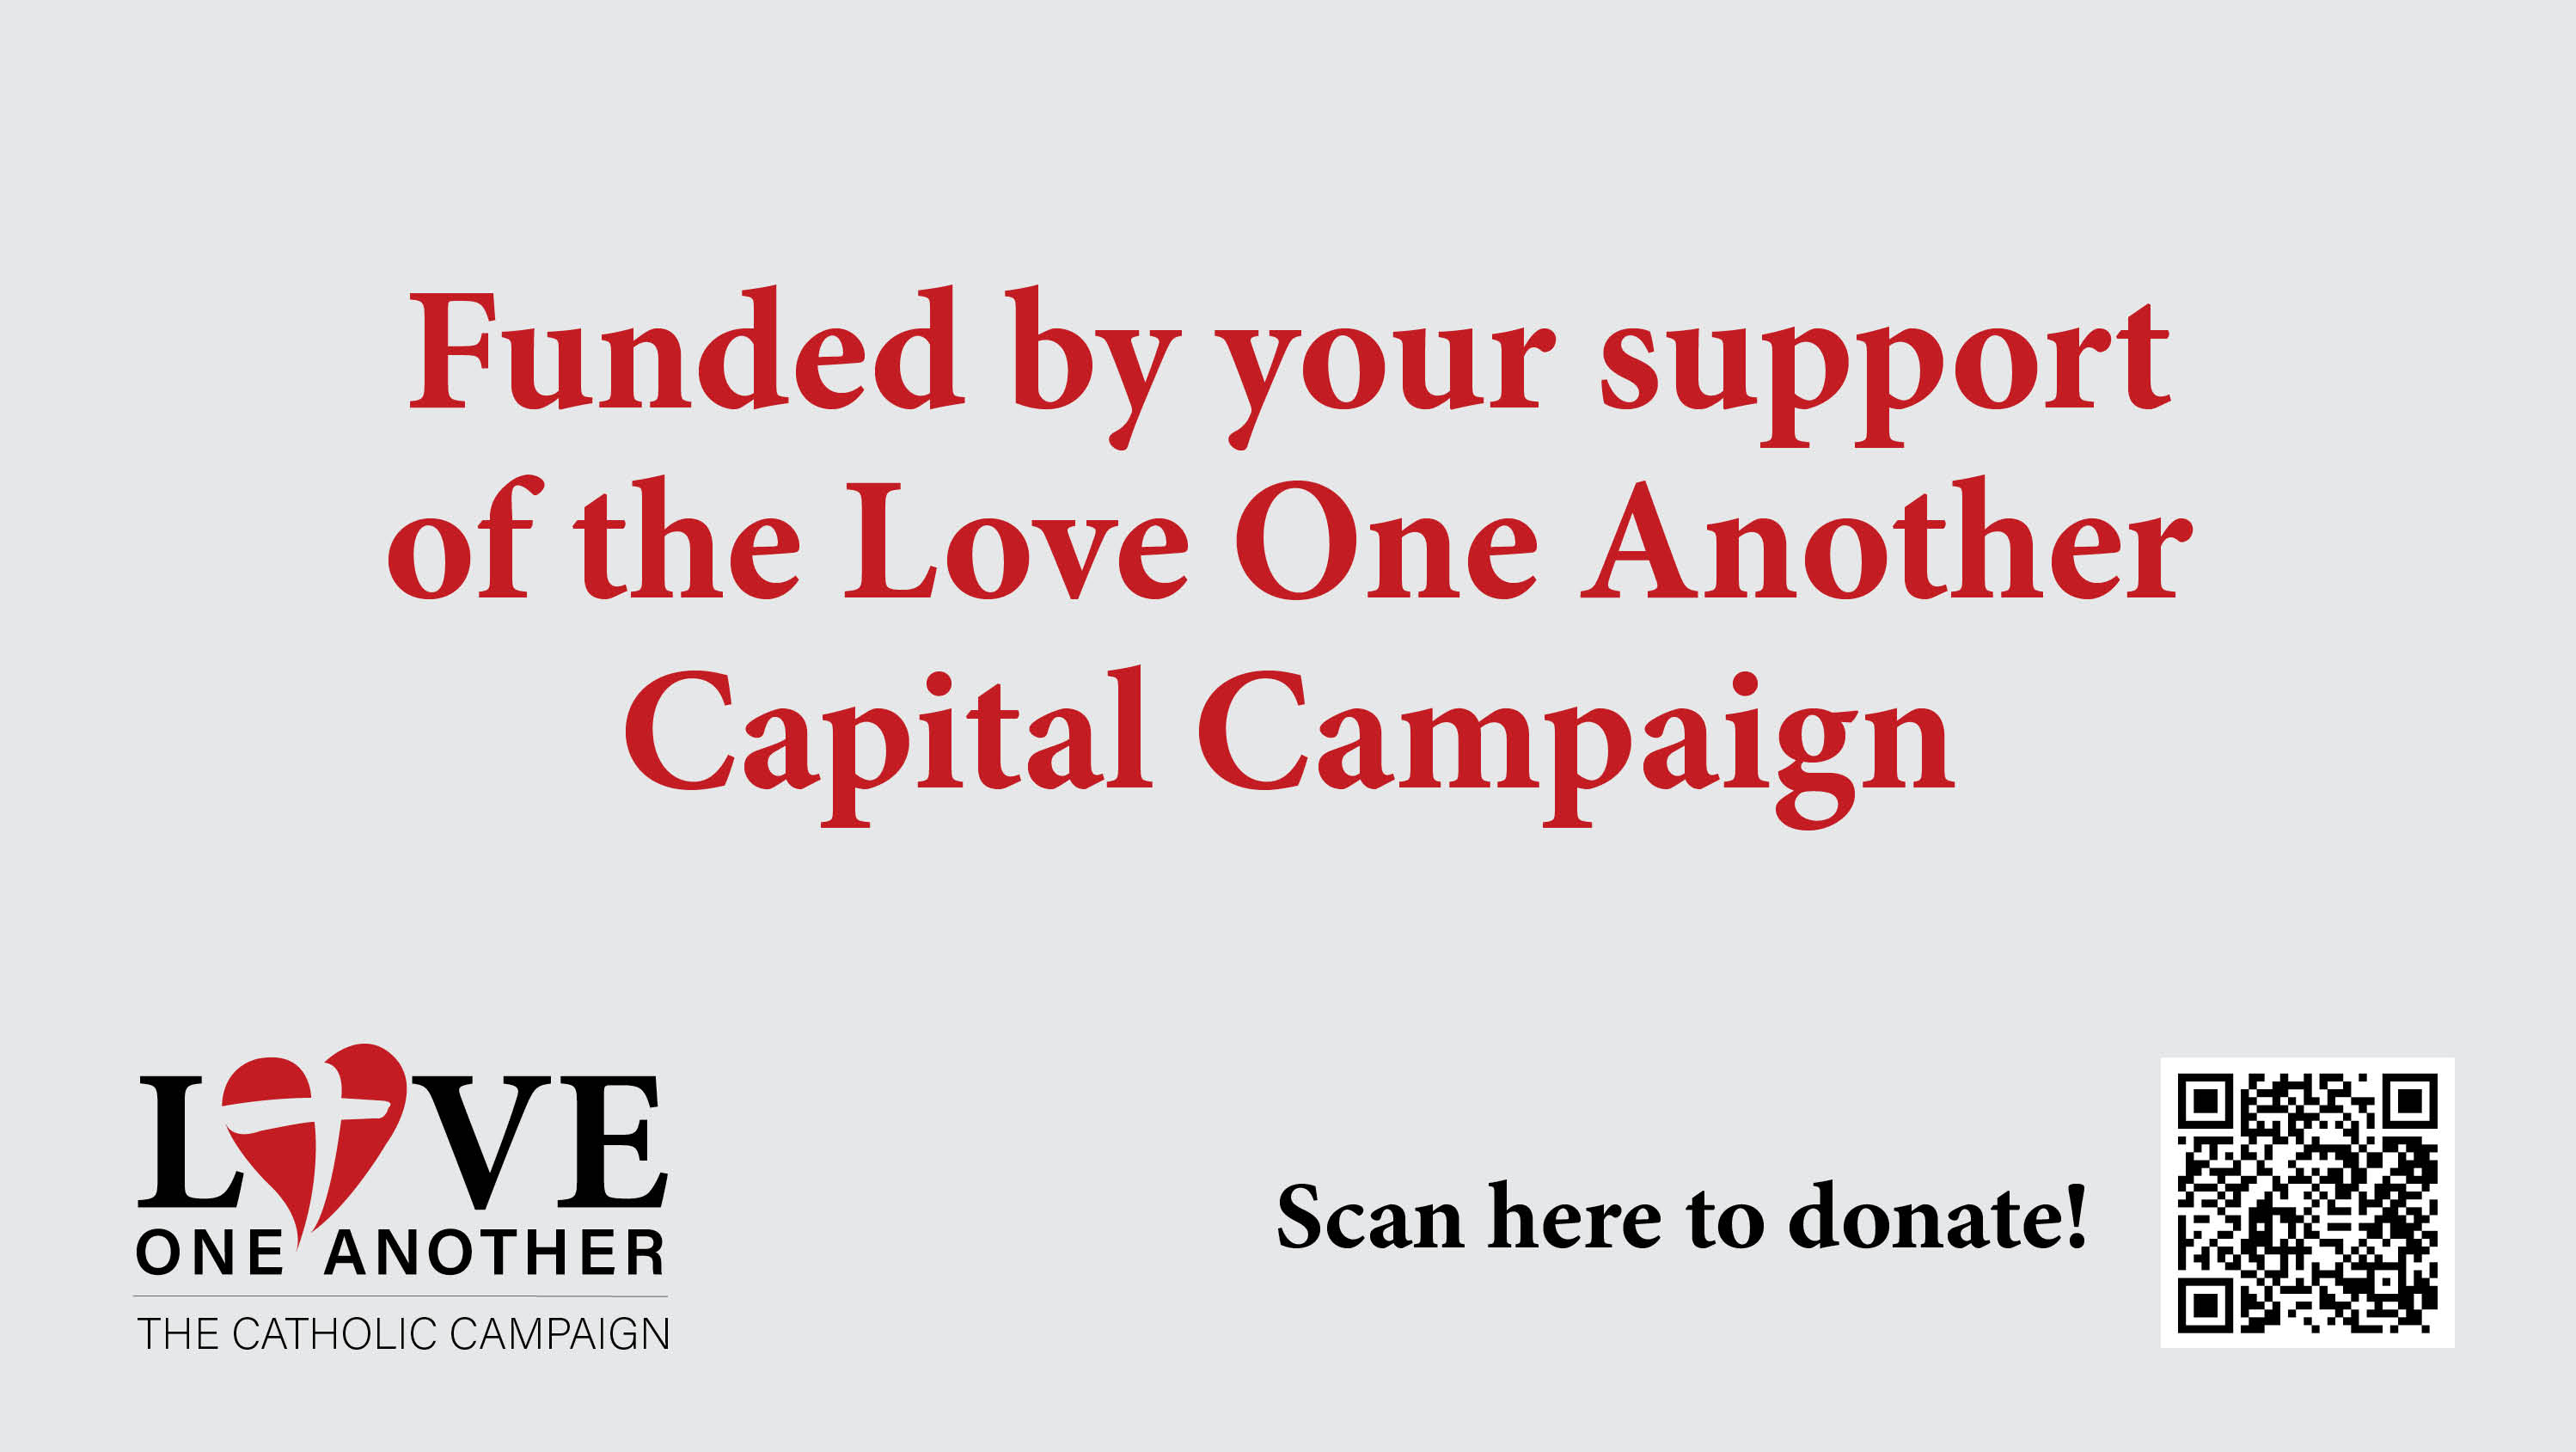 Funded by your support
of the Love One Another
Capital Campaign
LOVE
ONE ANOTHER
THE CATHOLIC CAMPAIGN
Scan here to donate!